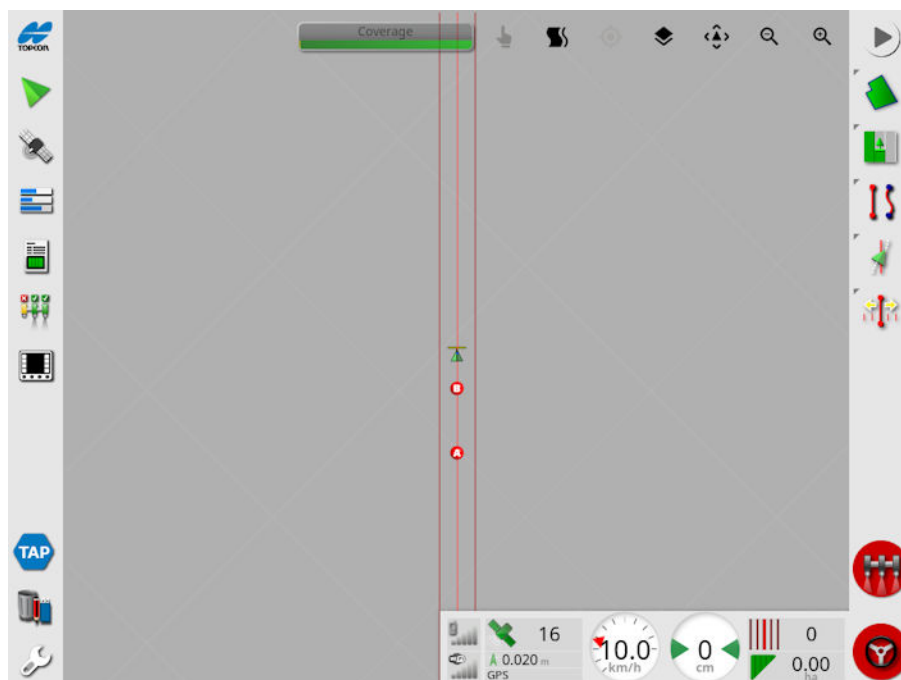 TOPCON
Coverage
B
A
TAP
16
A 0.020 m
GPS
10.0
km/h
0
cm
0
0.00
ha